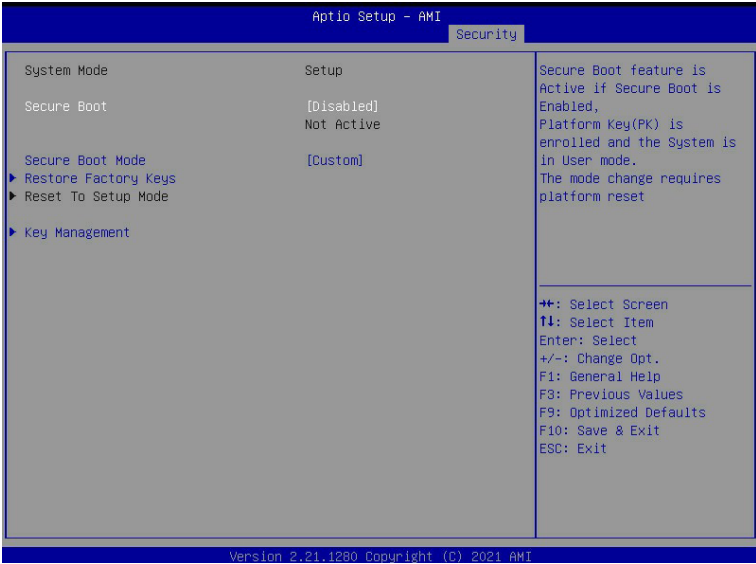 Aptio Setup - AMI
Security
System Mode Setup
Secure Boot [Disabled]
Not Active
Secure Boot Mode [Custom]
Restore Factory Keys
Reset To Setup Mode
Key Management
Secure Boot feature is
Active if Secure Boot is
Enabled,
Platform Key(PK) is
enrolled and the System is
in User mode.
The mode change requires
platform reset
→←: Select Screen
↑↓: Select Item
Enter: Select
+/-: Change Opt.
F1: General Help
F3: Previous Values
F9: Optimized Defaults
F10: Save & Exit
ESC: Exit
Version 2.21.1280 Copyright (C) 2021 AMI